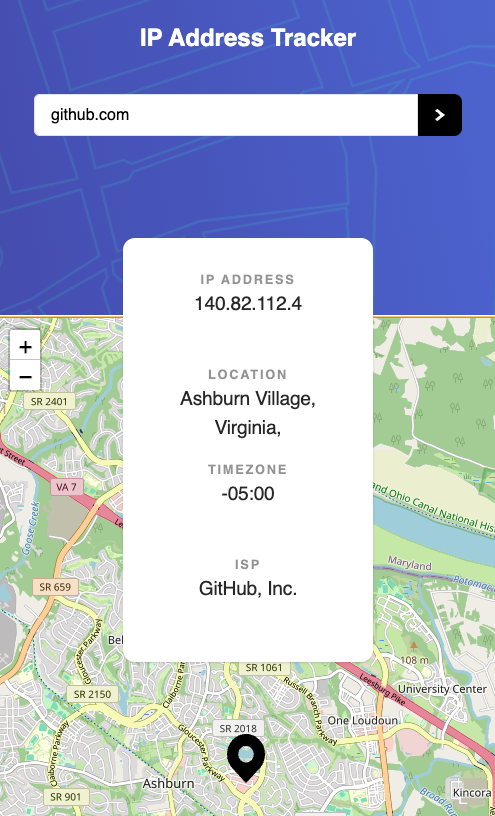 IP Address Tracker
github.com
IP ADDRESS
140.82.112.4
LOCATION
Ashburn Village,
Virginia,
TIMEZONE
-05:00
ISP
GitHub, Inc.
+
−
SR 2401
VA 7
Goose Creek
SR 659
and Ohio Canal National His
Maryland
Potomac
108 m
SR 1061
Leesburg Pike
SR 2150
Gloucester Parkway
Claiborne Parkway
Russell Branch Parkway
University Center
One Loudoun
SR 2018
Gloucester Parkway
Claiborne Parkway
Ashburn
SR 901
Broad Run
Kincora